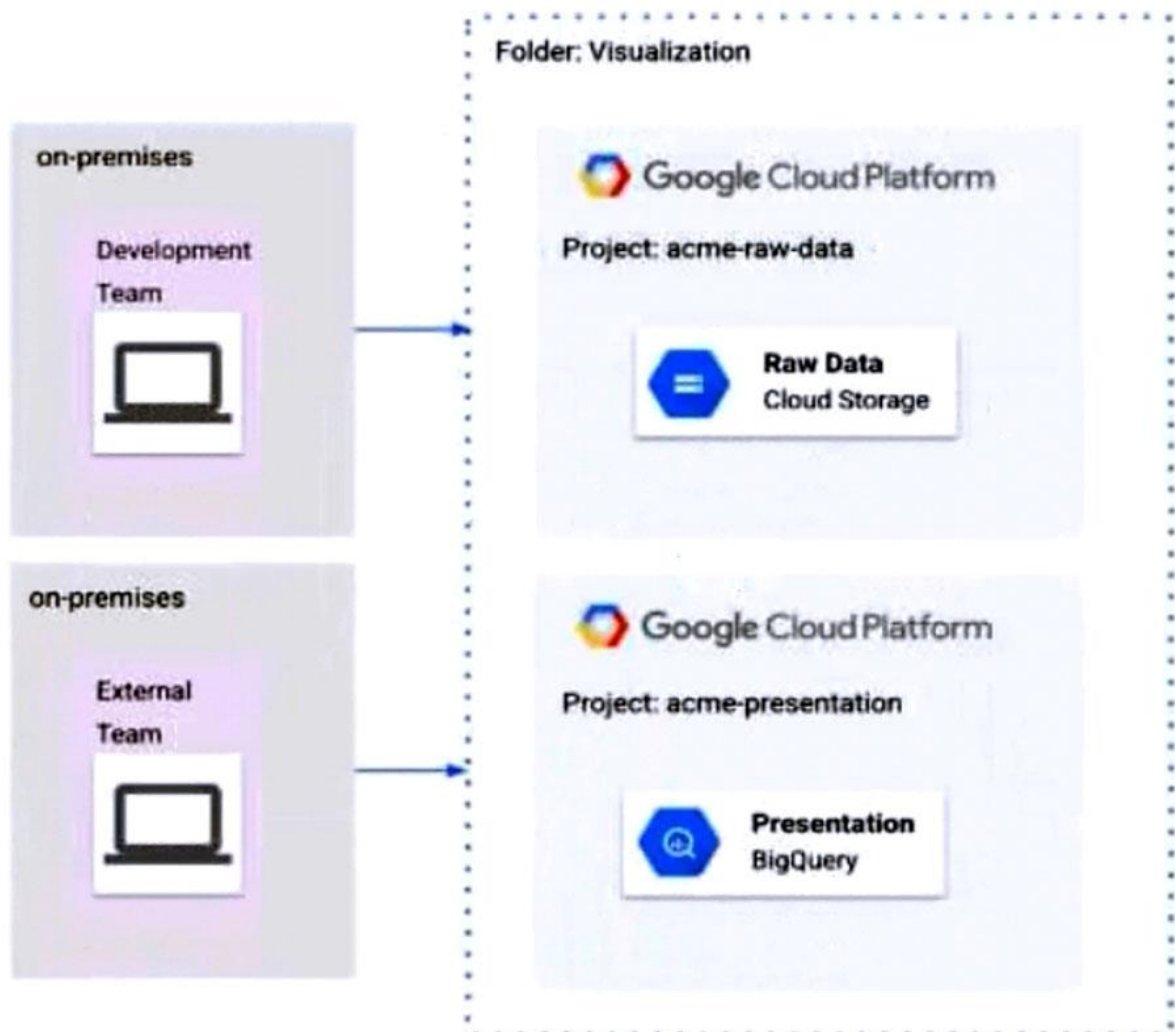 Folder: Visualization
on-premises
Development
Team
Google Cloud Platform
Project: acme-raw-data
Raw Data
Cloud Storage
on-premises
External
Team
Google Cloud Platform
Project: acme-presentation
Presentation
BigQuery